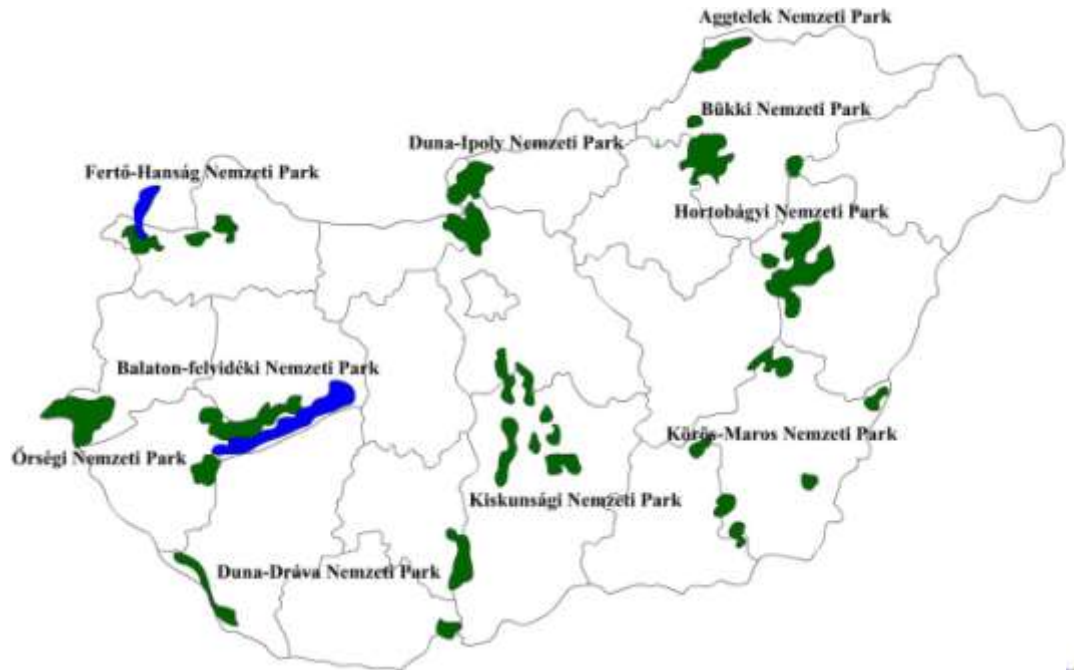 Aggtelek Nemzeti Park
Bükki Nemzeti Park
Duna-Ipoly Nemzeti Park
Fertő-Hanság Nemzeti Park
Hortobágyi Nemzeti Park
Balaton-felvidéki Nemzeti Park
Őrségi Nemzeti Park
Körös-Maros Nemzeti Park
Kiskunsági Nemzeti Park
Duna-Dráva Nemzeti Park